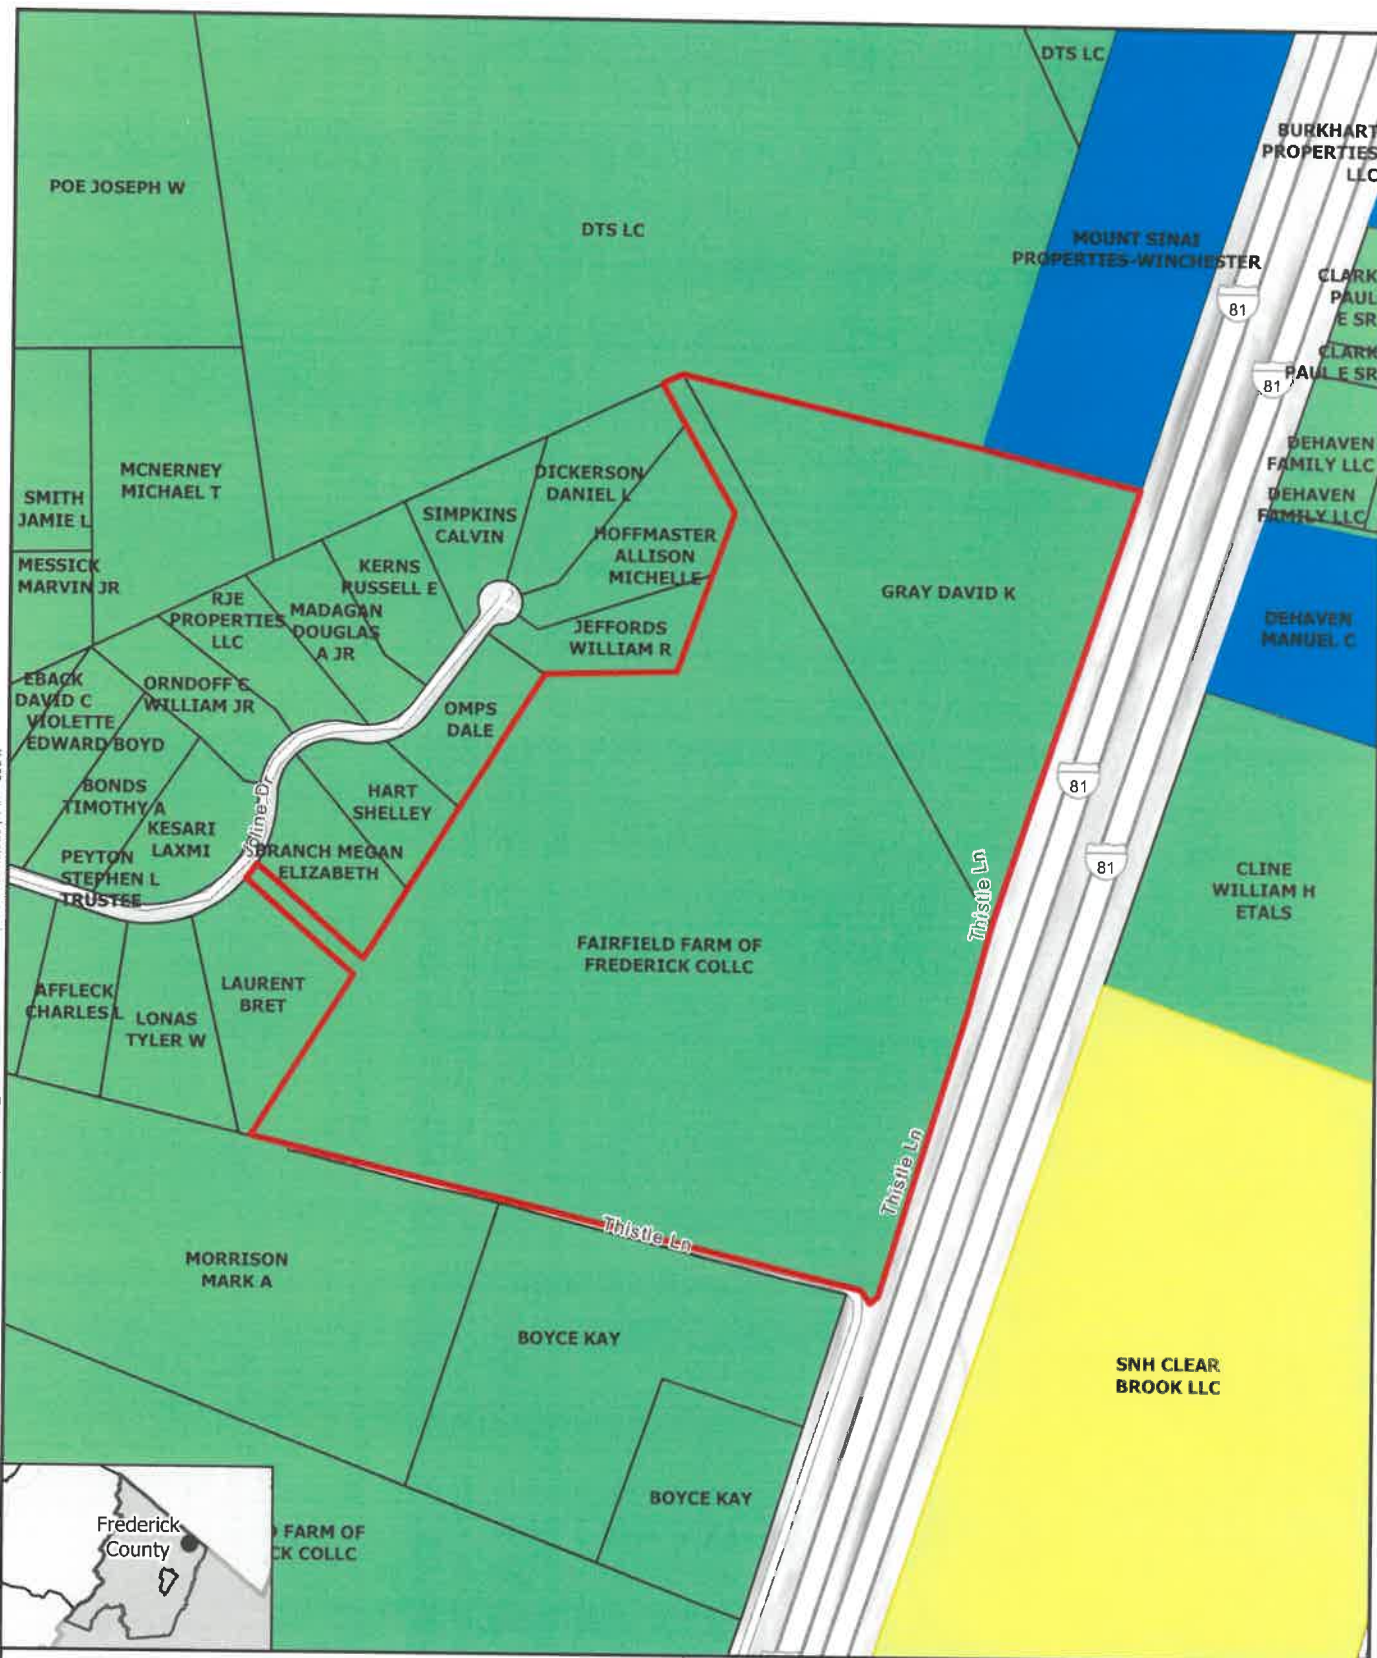 DTS LC
BURKHART
PROPERTIES
LLC
POE JOSEPH W
DTS LC
MOUNT SINAI
PROPERTIES-WINCHESTER
CLARK
PAUL
E SR
81
CLARK
PAUL E SR
81
DEHAVEN
FAMILY LLC
DEHAVEN
FAMILY LLC
MCNERNEY
MICHAEL T
SMITH
JAMIE L
DICKERSON
DANIEL L
SIMPKINS
CALVIN
HOFFMASTER
ALLISON
MICHELLE
MESSICK
MARVIN JR
KERNS
RUSSELL E
GRAY DAVID K
RJE
PROPERTIES
LLC
MADAGAN
DOUGLAS
A JR
JEFFORDS
WILLIAM R
DEHAVEN
MANUEL C
EBACK
DAVID C
ORNDOFF C
WILLIAM JR
VIOLETTE
EDWARD BOYD
OMPS
DALE
BONDS
TIMOTHY A
HART
SHELLEY
81
KESARI
LAXMI
PEYTON
STEPHEN L
TRUSTEE
BRANCH MEGAN
ELIZABETH
81
Thistle Ln
CLINE
WILLIAM H
ETALS
FAIRFIELD FARM OF
FREDERICK COLLC
LAURENT
BRET
AFFLECK
CHARLES L
LONAS
TYLER W
Thistle Ln
Thistle Ln
MORRISON
MARK A
BOYCE KAY
SNH CLEAR
BROOK LLC
BOYCE KAY
Frederick
County
FARM OF
CK COLLC